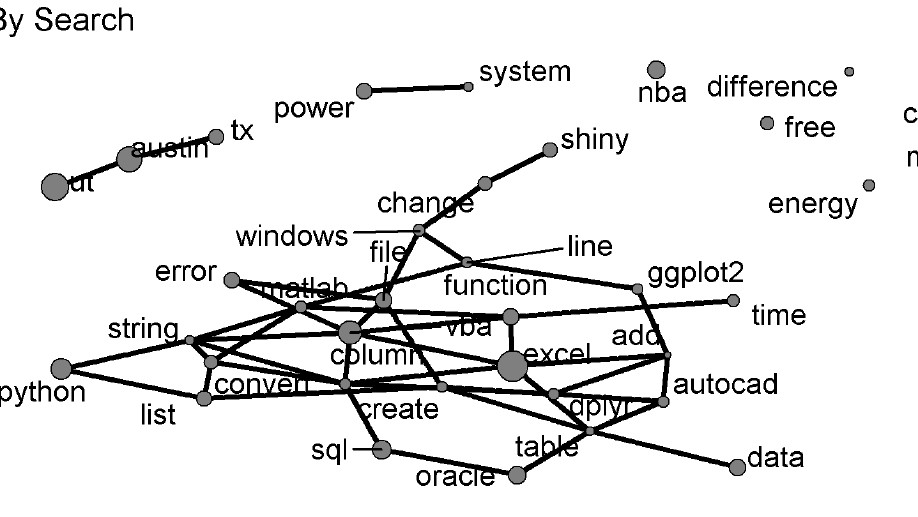 By Search
system
power
nba
difference
free
tx
austin
ut
shiny
change
energy
windows
line
file
error
matlab
function
ggplot2
time
string
vba
add
column
excel
python
convert
autocad
list
create
dplyr
sql
table
data
oracle